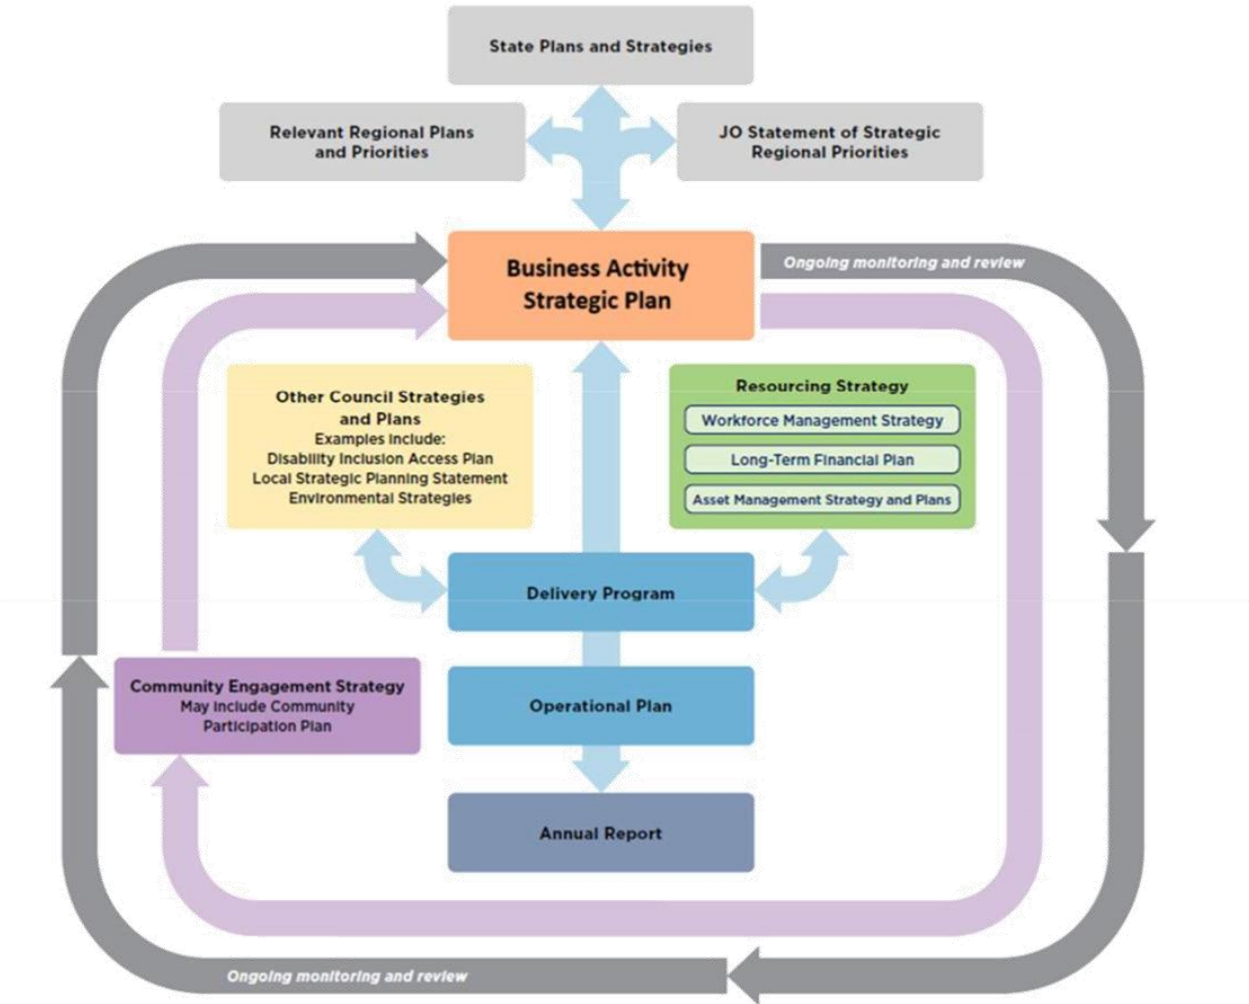 State Plans and Strategies
Relevant Regional Plans
and Priorities
JO Statement of Strategic
Regional Priorities
Business Activity
Strategic Plan
Ongoing monitoring and review
Other Council Strategies
and Plans
Examples include:
Disability Inclusion Access Plan
Local Strategic Planning Statement
Environmental Strategies
Resourcing Strategy
Workforce Management Strategy
Long-Term Financial Plan
Asset Management Strategy and Plans
Delivery Program
Community Engagement Strategy
May include Community
Participation Plan
Operational Plan
Annual Report
Ongoing monitoring and review